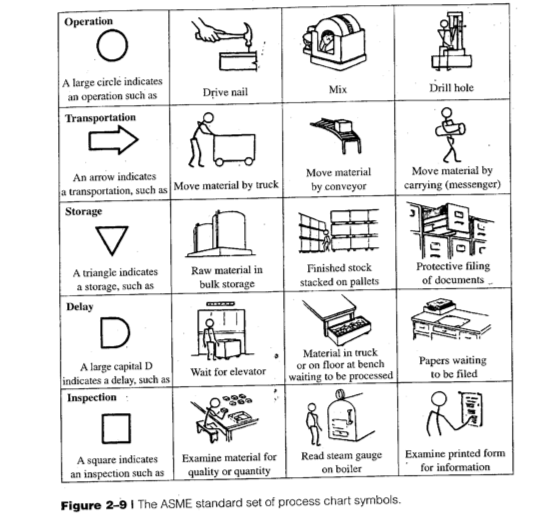 Operation
A large circle indicates
an operation such as
Drive nail
Mix
Drill hole
Transportation
An arrow indicates
a transportation, such as
Move material by truck
Move material
by conveyor
Move material by
carrying (messenger)
Storage
A triangle indicates
a storage, such as
Raw material in
bulk storage
Finished stock
stacked on pallets
Protective filing
of documents
Delay
A large capital D
indicates a delay, such as
Wait for elevator
Material in truck
or on floor at bench
waiting to be processed
Papers waiting
to be filed
Inspection
A square indicates
an inspection such as
Examine material for
quality or quantity
Read steam gauge
on boiler
Examine printed form
for information
Figure 2–9 I The ASME standard set of process chart symbols.